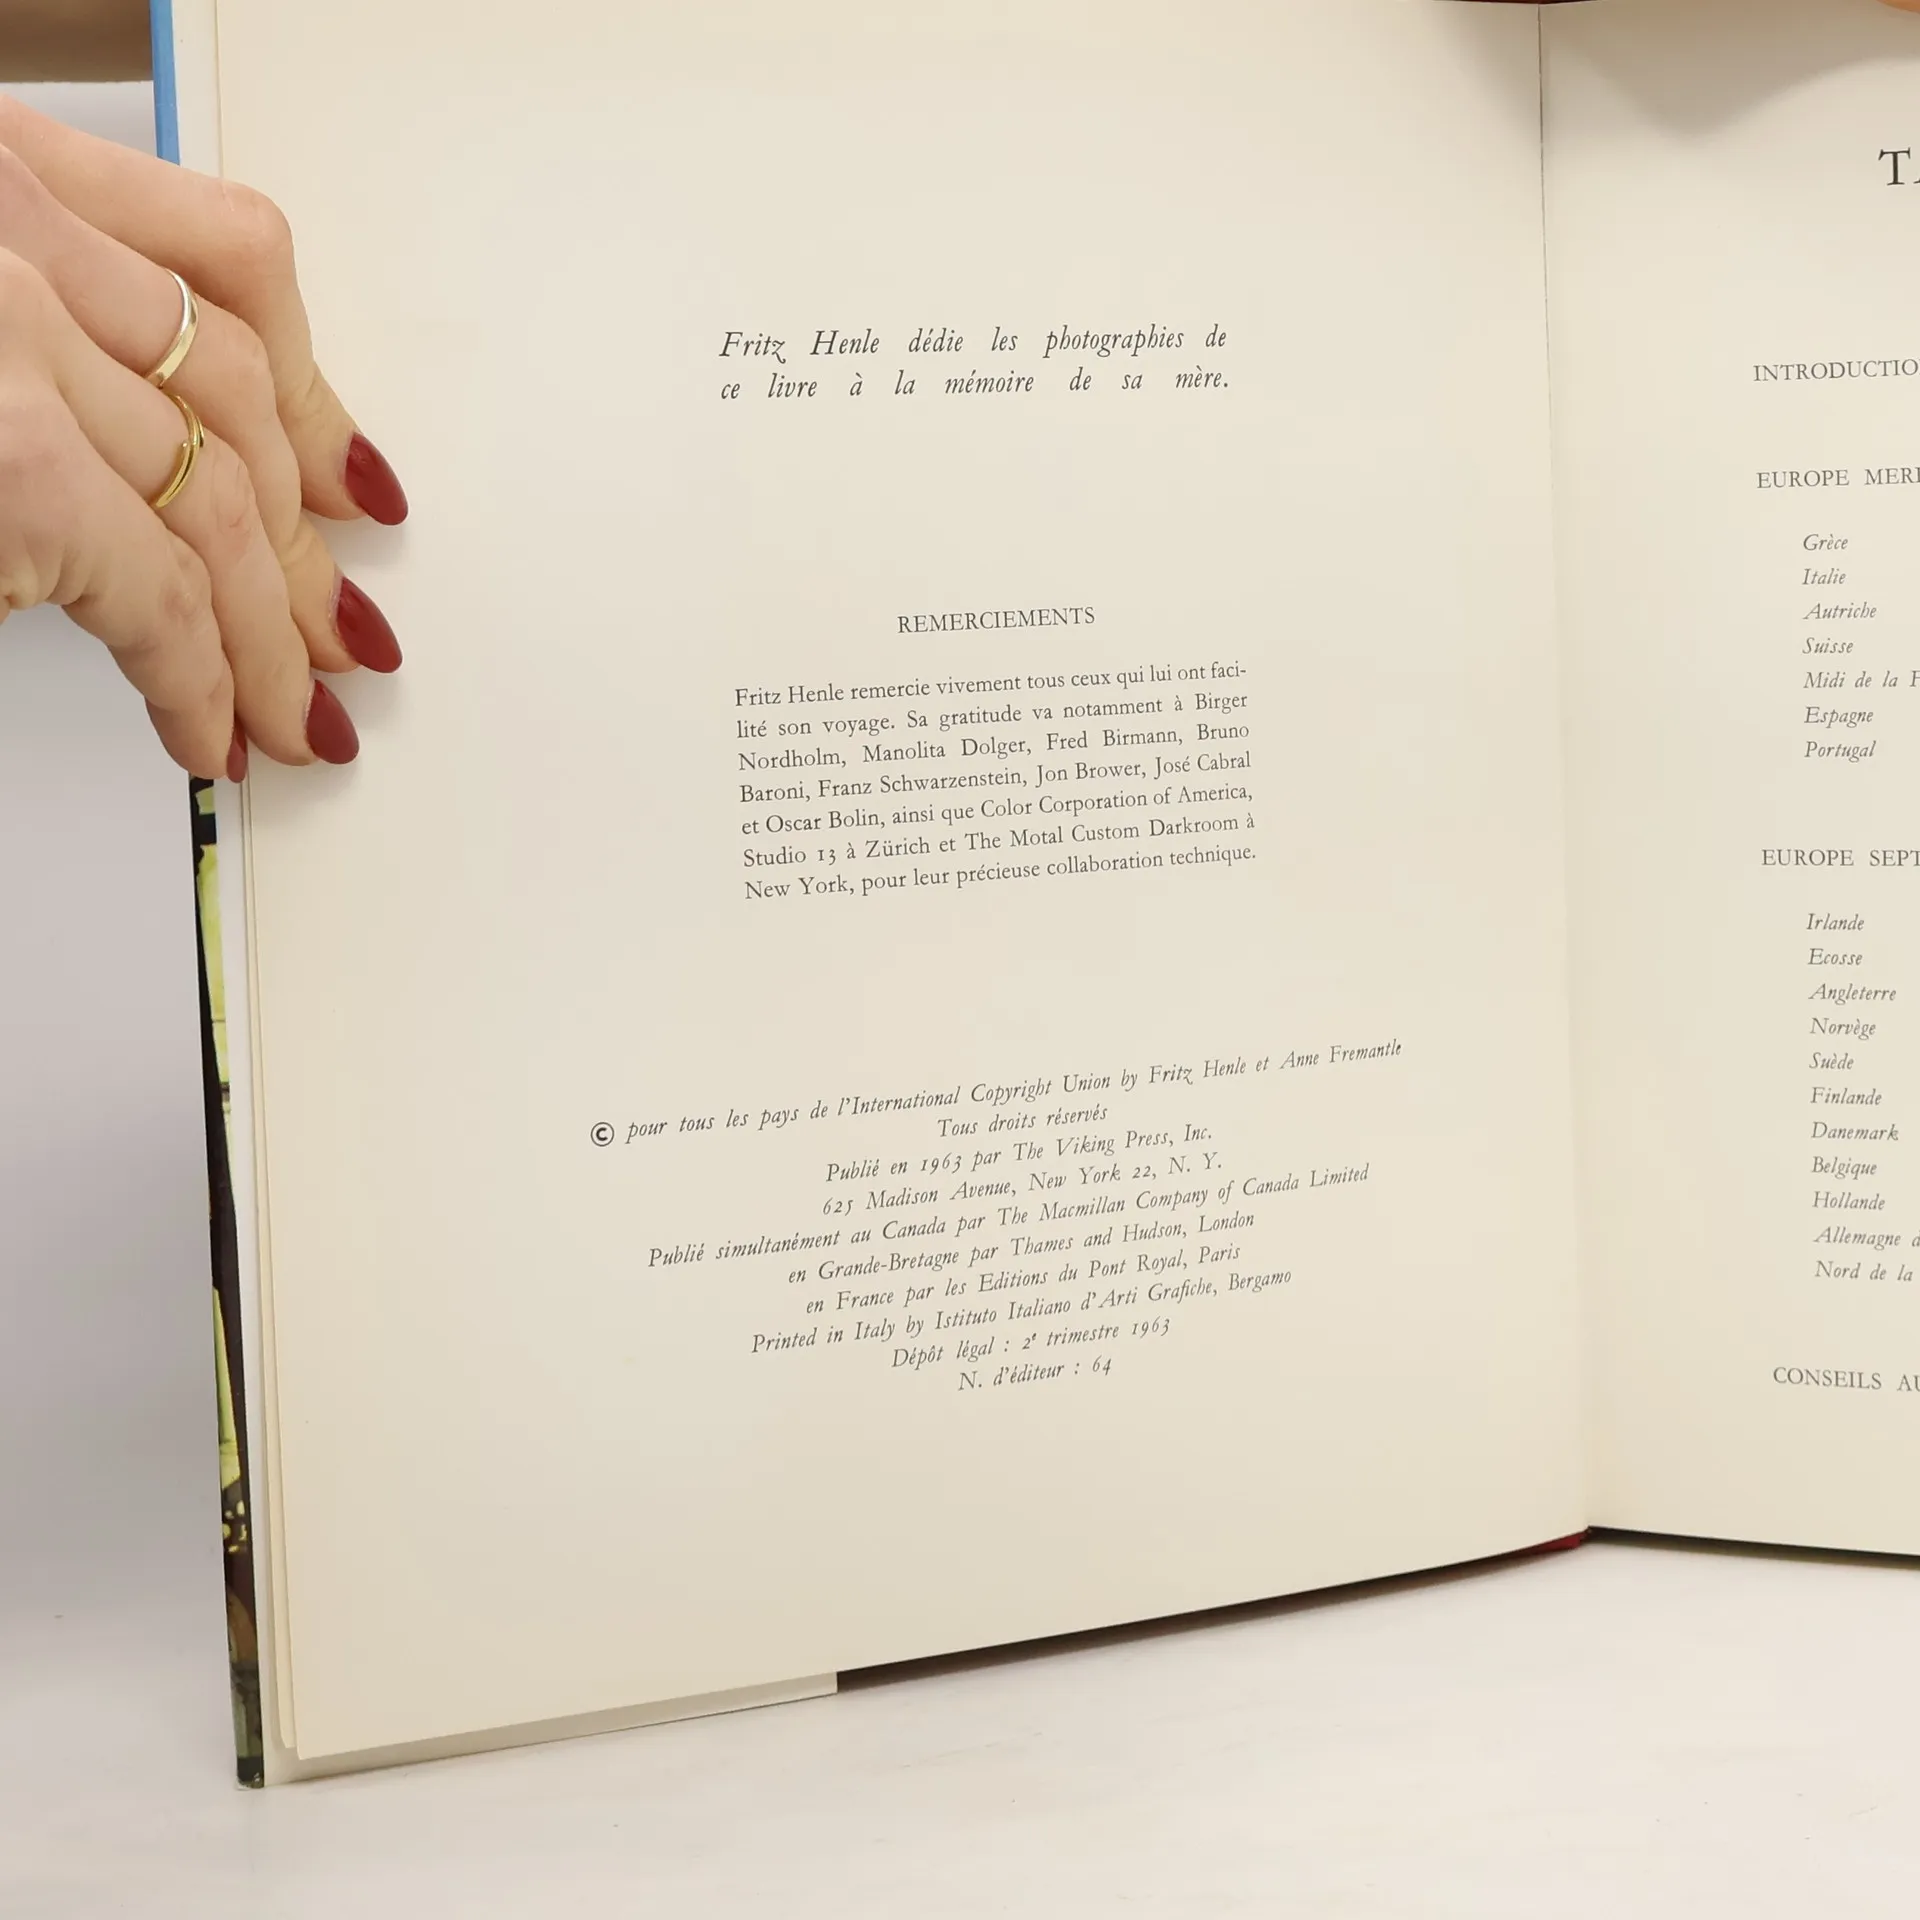 Fritz Henle dédie les photographies de
ce livre à la mémoire de sa mère.
REMERCIEMENTS
Fritz Henle remercie vivement tous ceux qui lui ont faci-
lité son voyage. Sa gratitude va notamment à Birger
Nordholm, Manolita Dolger, Fred Birmann, Bruno
Baroni, Franz Schwarzenstein, Jon Brower, José Cabral
et Oscar Bolin, ainsi que Color Corporation of America,
Studio 13 à Zürich et The Motal Custom Darkroom à
New York, pour leur précieuse collaboration technique.
© pour tous les pays de l'International Copyright Union by Fritz Henle et Anne Fremantle
Tous droits réservés
Publié en 1963 par The Viking Press, Inc.
625 Madison Avenue, New York 22, N. Y.
Publié simultanément au Canada par The Macmillan Company of Canada Limited
en Grande-Bretagne par Thames and Hudson, London
en France par les Editions du Pont Royal, Paris
Printed in Italy by Istituto Italiano d'Arti Grafiche, Bergamo
Dépôt légal : 2e trimestre 1963
N. d'éditeur : 64
INTRODUCTIO
EUROPE MERI
Grèce
Italie
Autriche
Suisse
Midi de la F
Espagne
Portugal
EUROPE SEPT
Irlande
Ecosse
Angleterre
Norvège
Suède
Finlande
Danemark
Belgique
Hollande
Allemagne
Nord de la
CONSEILS AU